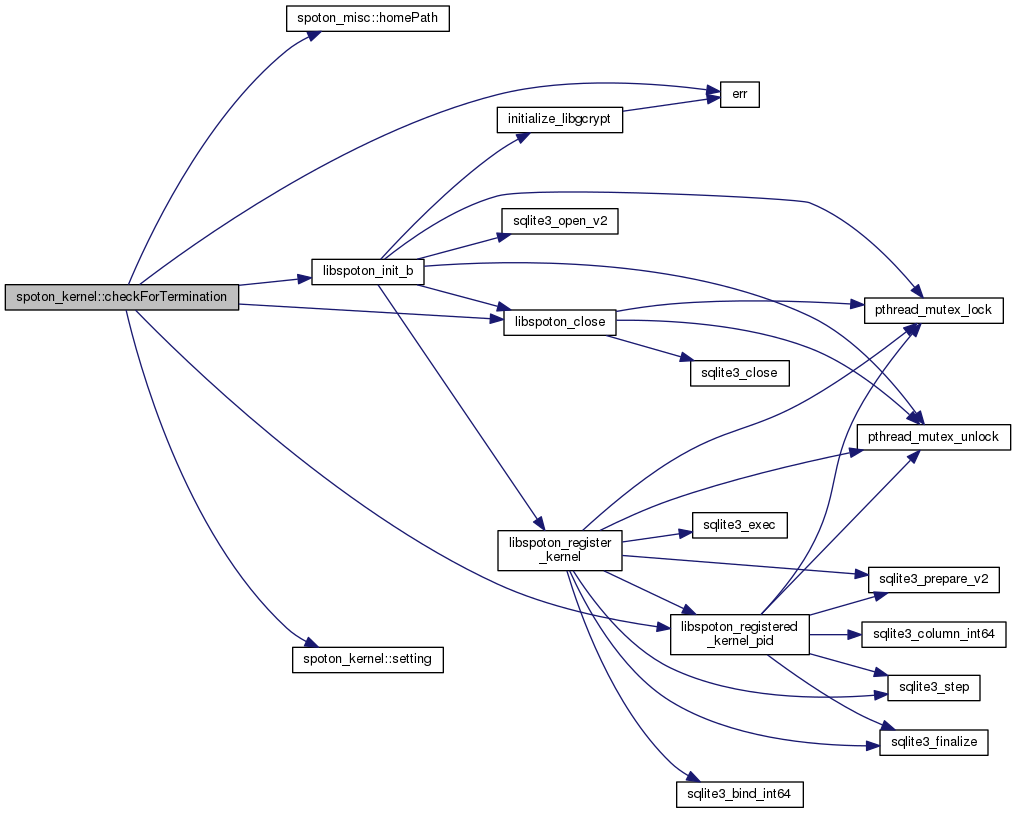 spoton_misc::homePath
err
initialize_libgcrypt
sqlite3_open_v2
libspoton_init_b
spoton_kernel::checkForTermination
pthread_mutex_lock
libspoton_close
sqlite3_close
pthread_mutex_unlock
sqlite3_exec
libspoton_register
_kernel
sqlite3_prepare_v2
libspoton_registered
_kernel_pid
sqlite3_column_int64
spoton_kernel::setting
sqlite3_step
sqlite3_finalize
sqlite3_bind_int64